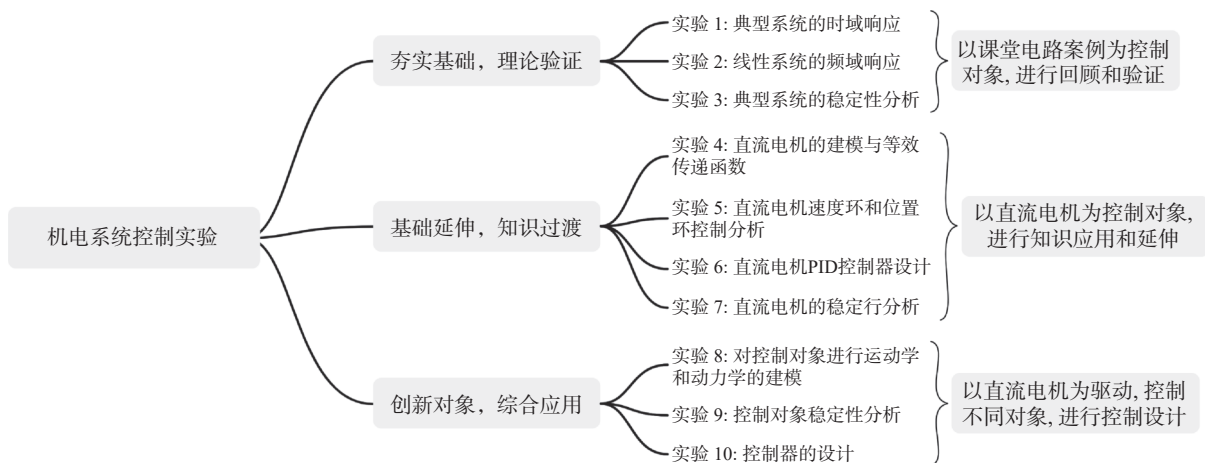 机电系统控制实验
夯实基础，理论验证
实验 1: 典型系统的时域响应
实验 2: 线性系统的频域响应
实验 3: 典型系统的稳定性分析
以课堂电路案例为控制
对象, 进行回顾和验证
基础延伸，知识过渡
实验 4: 直流电机的建模与等效
传递函数
实验 5: 直流电机速度环和位置
环控制分析
实验 6: 直流电机PID控制器设计
实验 7: 直流电机的稳定行分析
以直流电机为控制对象,
进行知识应用和延伸
创新对象，综合应用
实验 8: 对控制对象进行运动学
和动力学的建模
实验 9: 控制对象稳定性分析
实验 10: 控制器的设计
以直流电机为驱动, 控制
不同对象, 进行控制设计